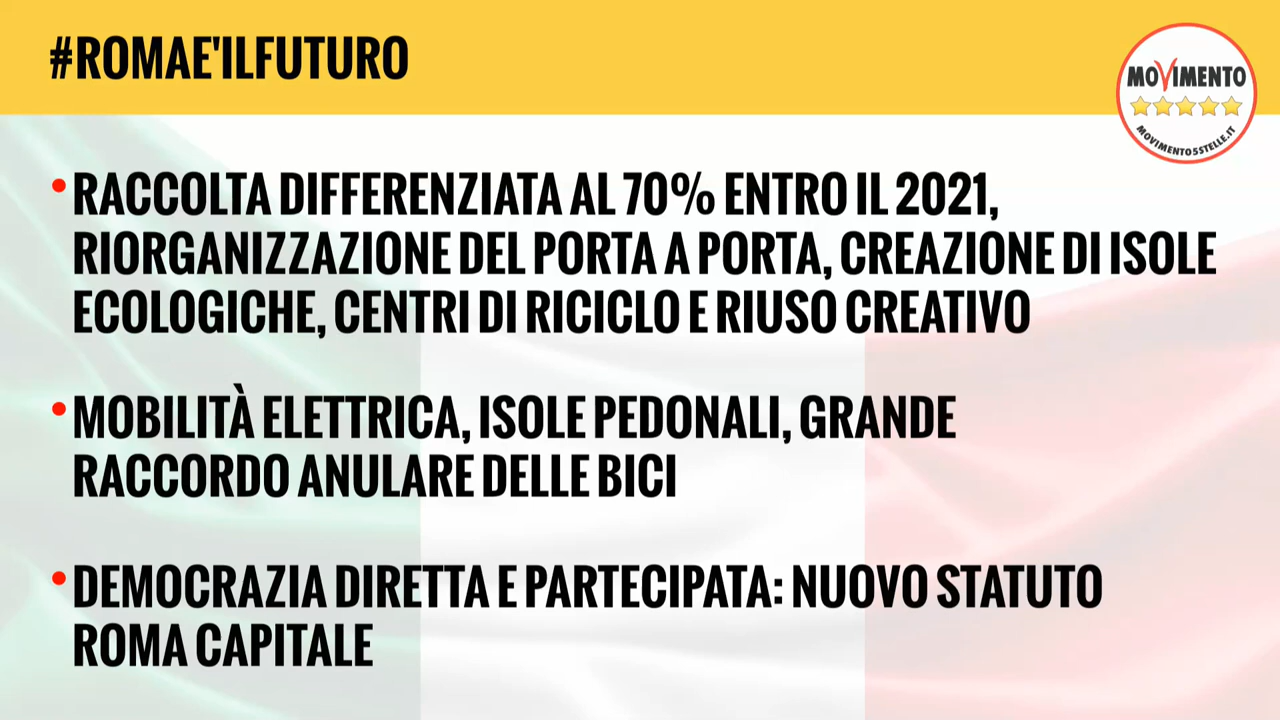 #ROMAE'ILFUTURO
MOVIMENTO
MOVIMENTO5STELLE.IT
•RACCOLTA DIFFERENZIATA AL 70% ENTRO IL 2021,
RIORGANIZZAZIONE DEL PORTA A PORTA, CREAZIONE DI ISOLE
ECOLOGICHE, CENTRI DI RICICLO E RIUSO CREATIVO
•MOBILITÀ ELETTRICA, ISOLE PEDONALI, GRANDE
RACCORDO ANULARE DELLE BICI
•DEMOCRAZIA DIRETTA E PARTECIPATA: NUOVO STATUTO
ROMA CAPITALE